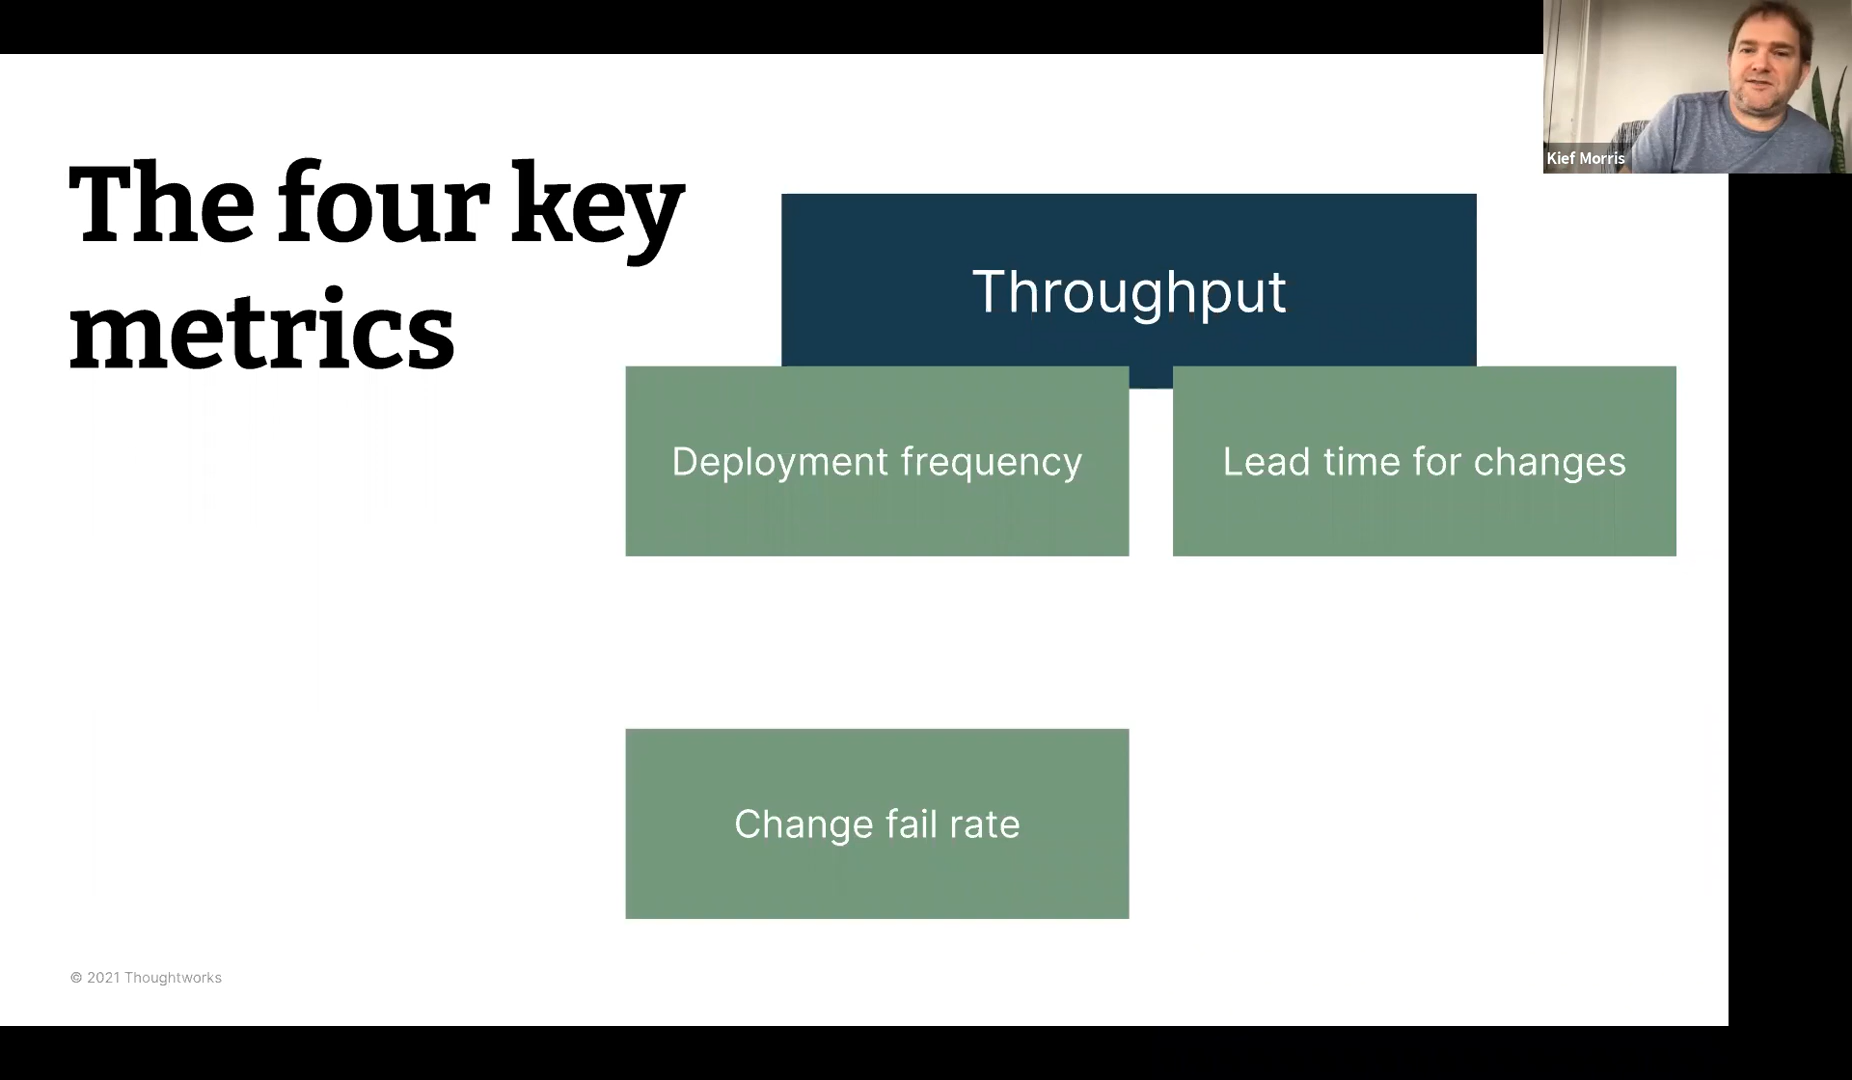 Kief Morris
The four key
metrics
Throughput
Deployment frequency
Lead time for changes
Change fail rate
© 2021 Thoughtworks